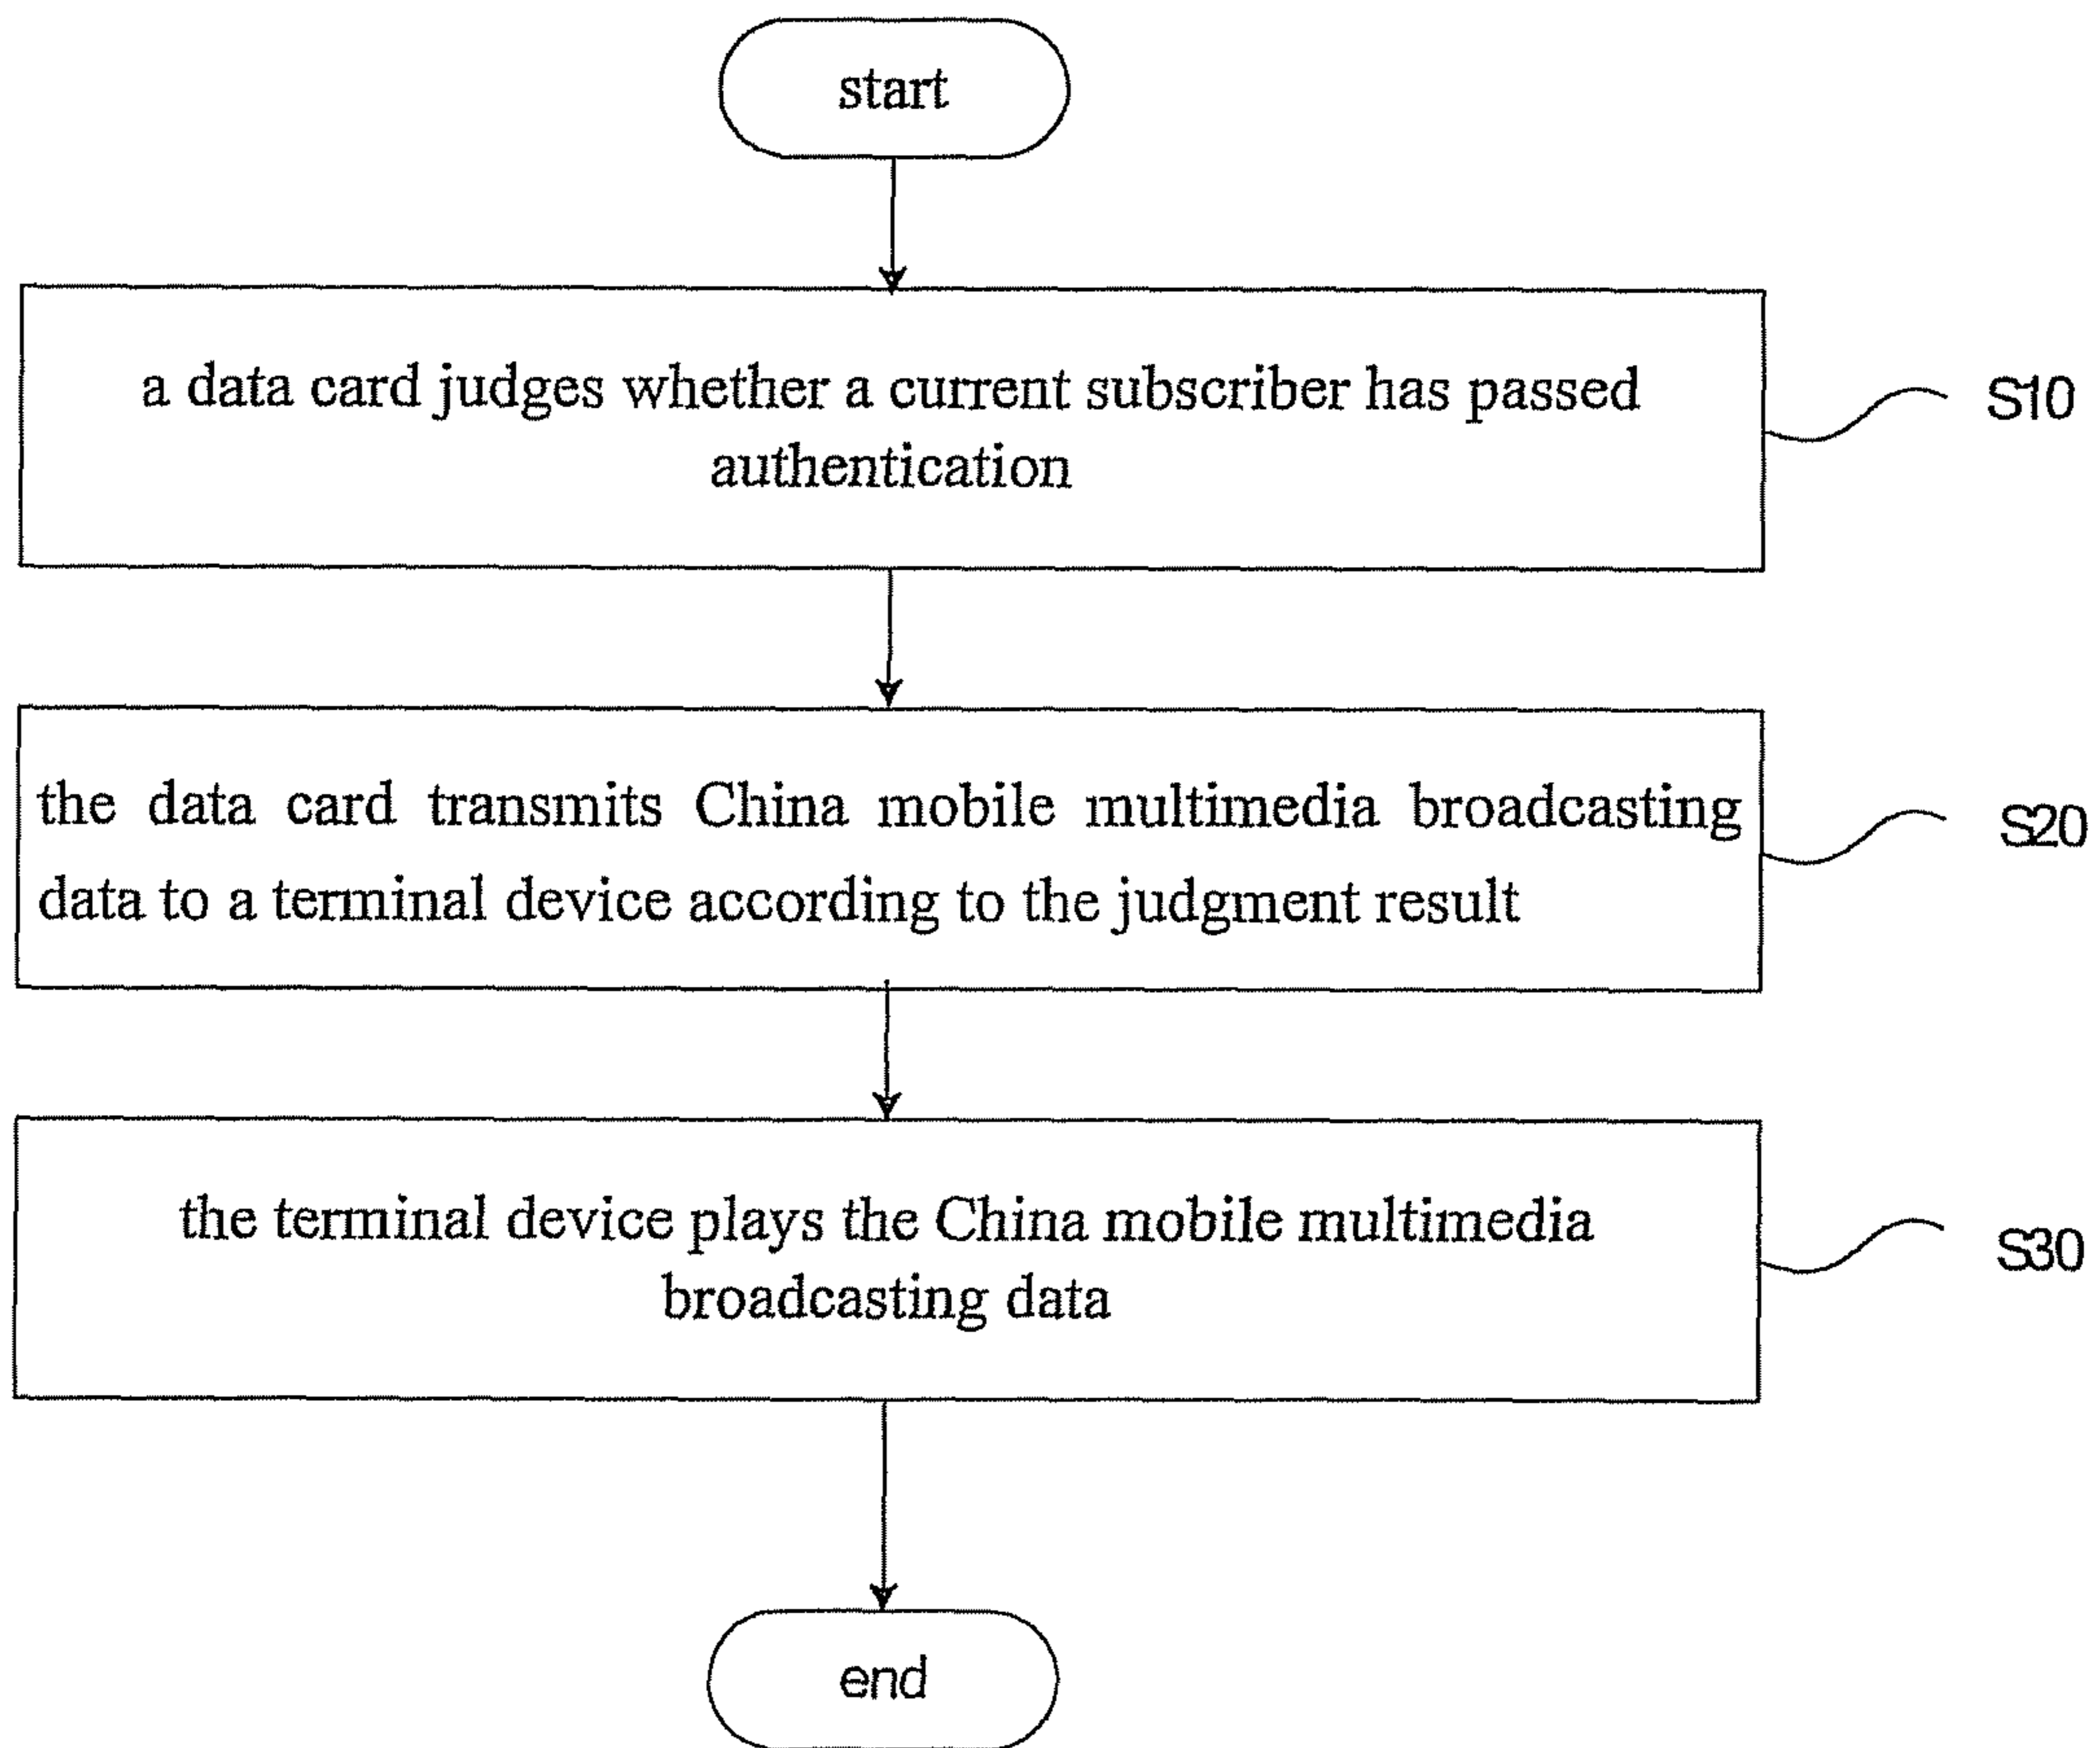 start
a data card judges whether a current subscriber has passed
authentication
S10
the data card transmits China mobile multimedia broadcasting
data to a terminal device according to the judgment result
S20
the terminal device plays the China mobile multimedia
broadcasting data
S30
end